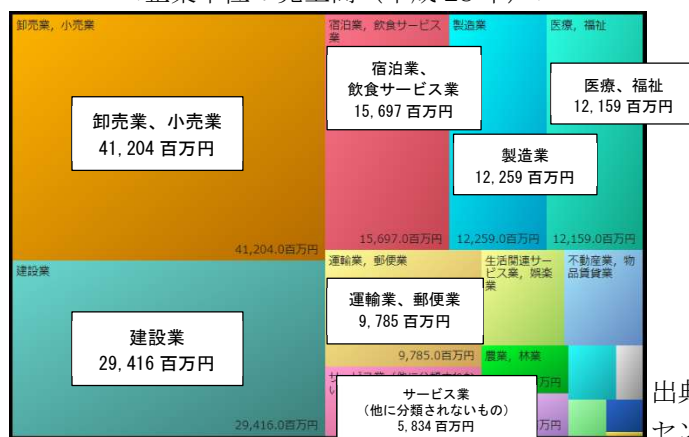 卸売業，小売業
宿泊業，飲食サービス
業
製造業
医療，福祉
卸売業、小売業
41,204 百万円
宿泊業、
飲食サービス業
15,697 百万円
製造業
12,259 百万円
医療、福祉
12,159 百万円
41,204.0百万円
15,697.0百万円
12,259.0百万円
12,159.0百万円
建設業
運輸業，郵便業
生活関連サー
ビス業，娯楽
業
不動産業，物
品賃貸業
建設業
29,416 百万円
運輸業、郵便業
9,785 百万円
9,785.0百万円
農業，林業
万円
サービス業
（他に分類されないもの）
5,834 百万円
29,416.0百万円
万円
出典
セン